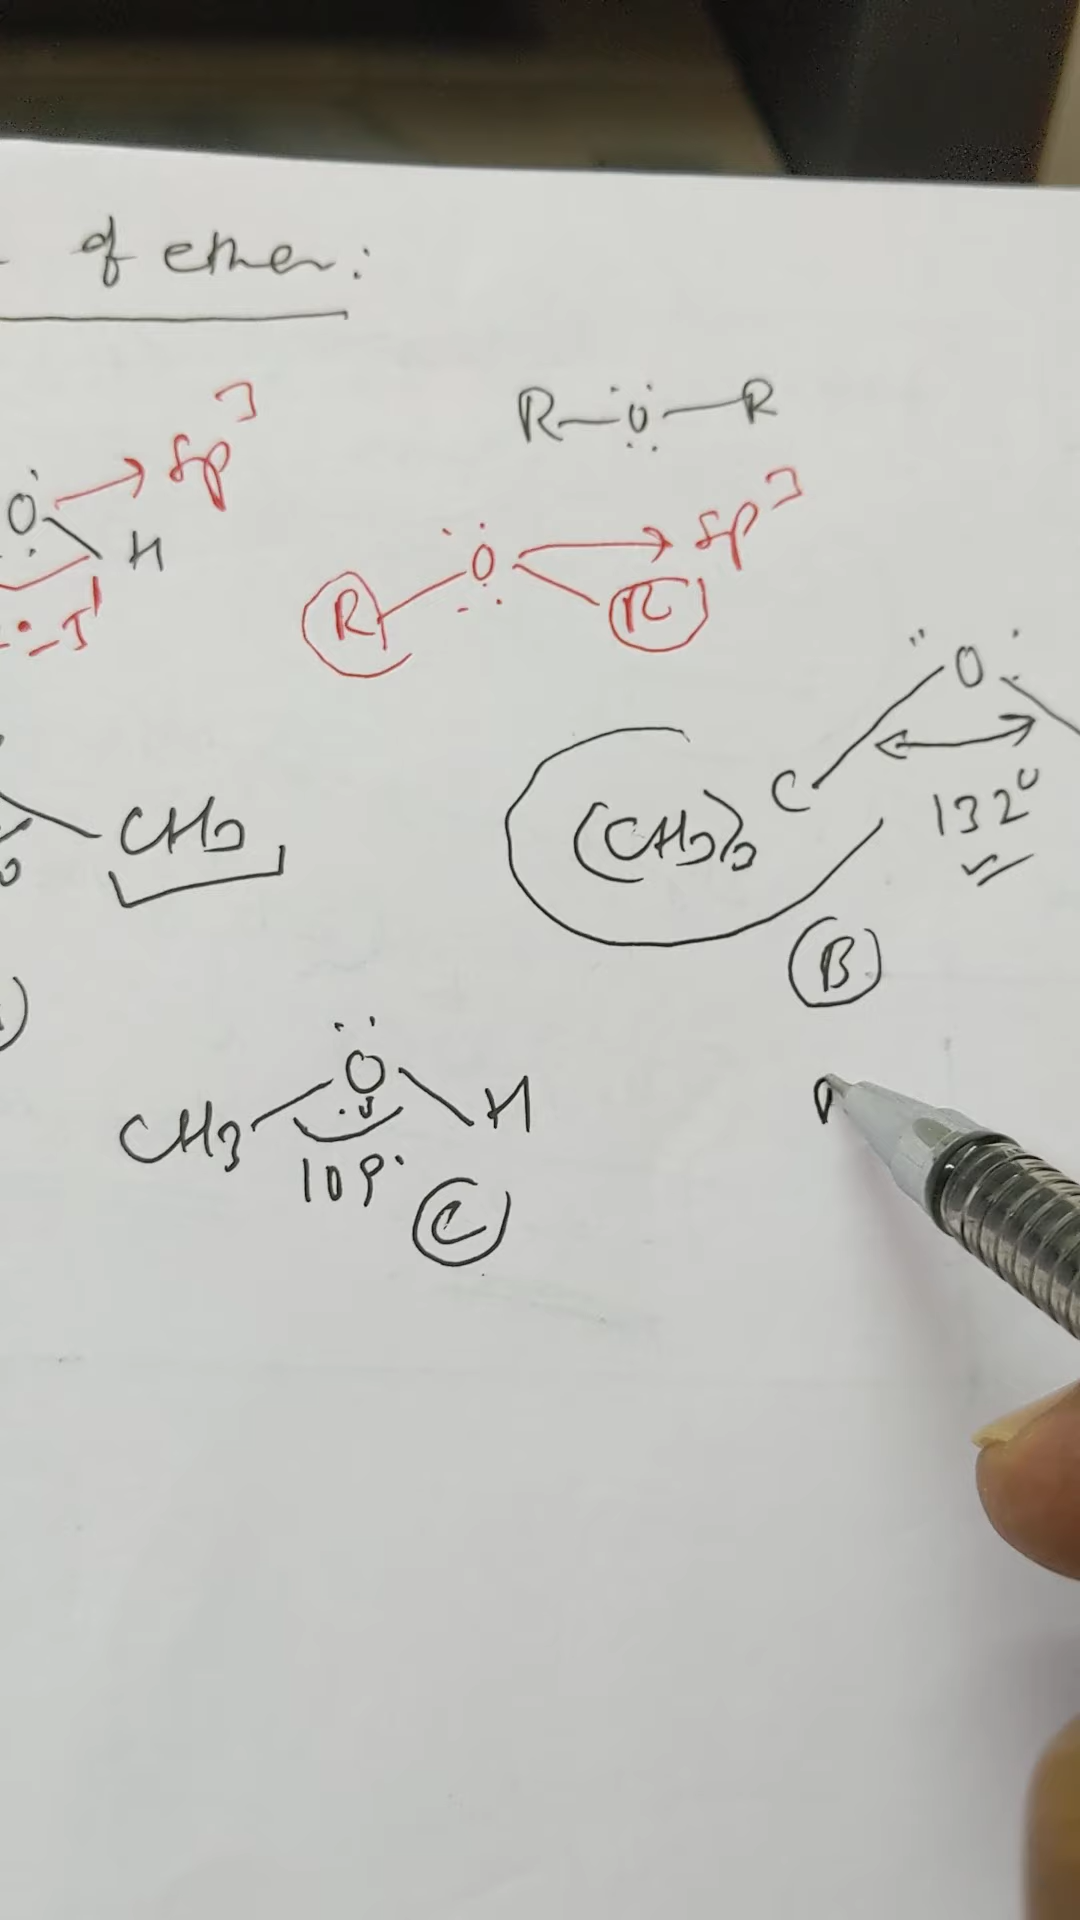 of ether:
R-O-R
O → sp3
H
R O → sp3
R
O
C
132°
CH3
(CH3)3
B
O
CH3 H
109°
C